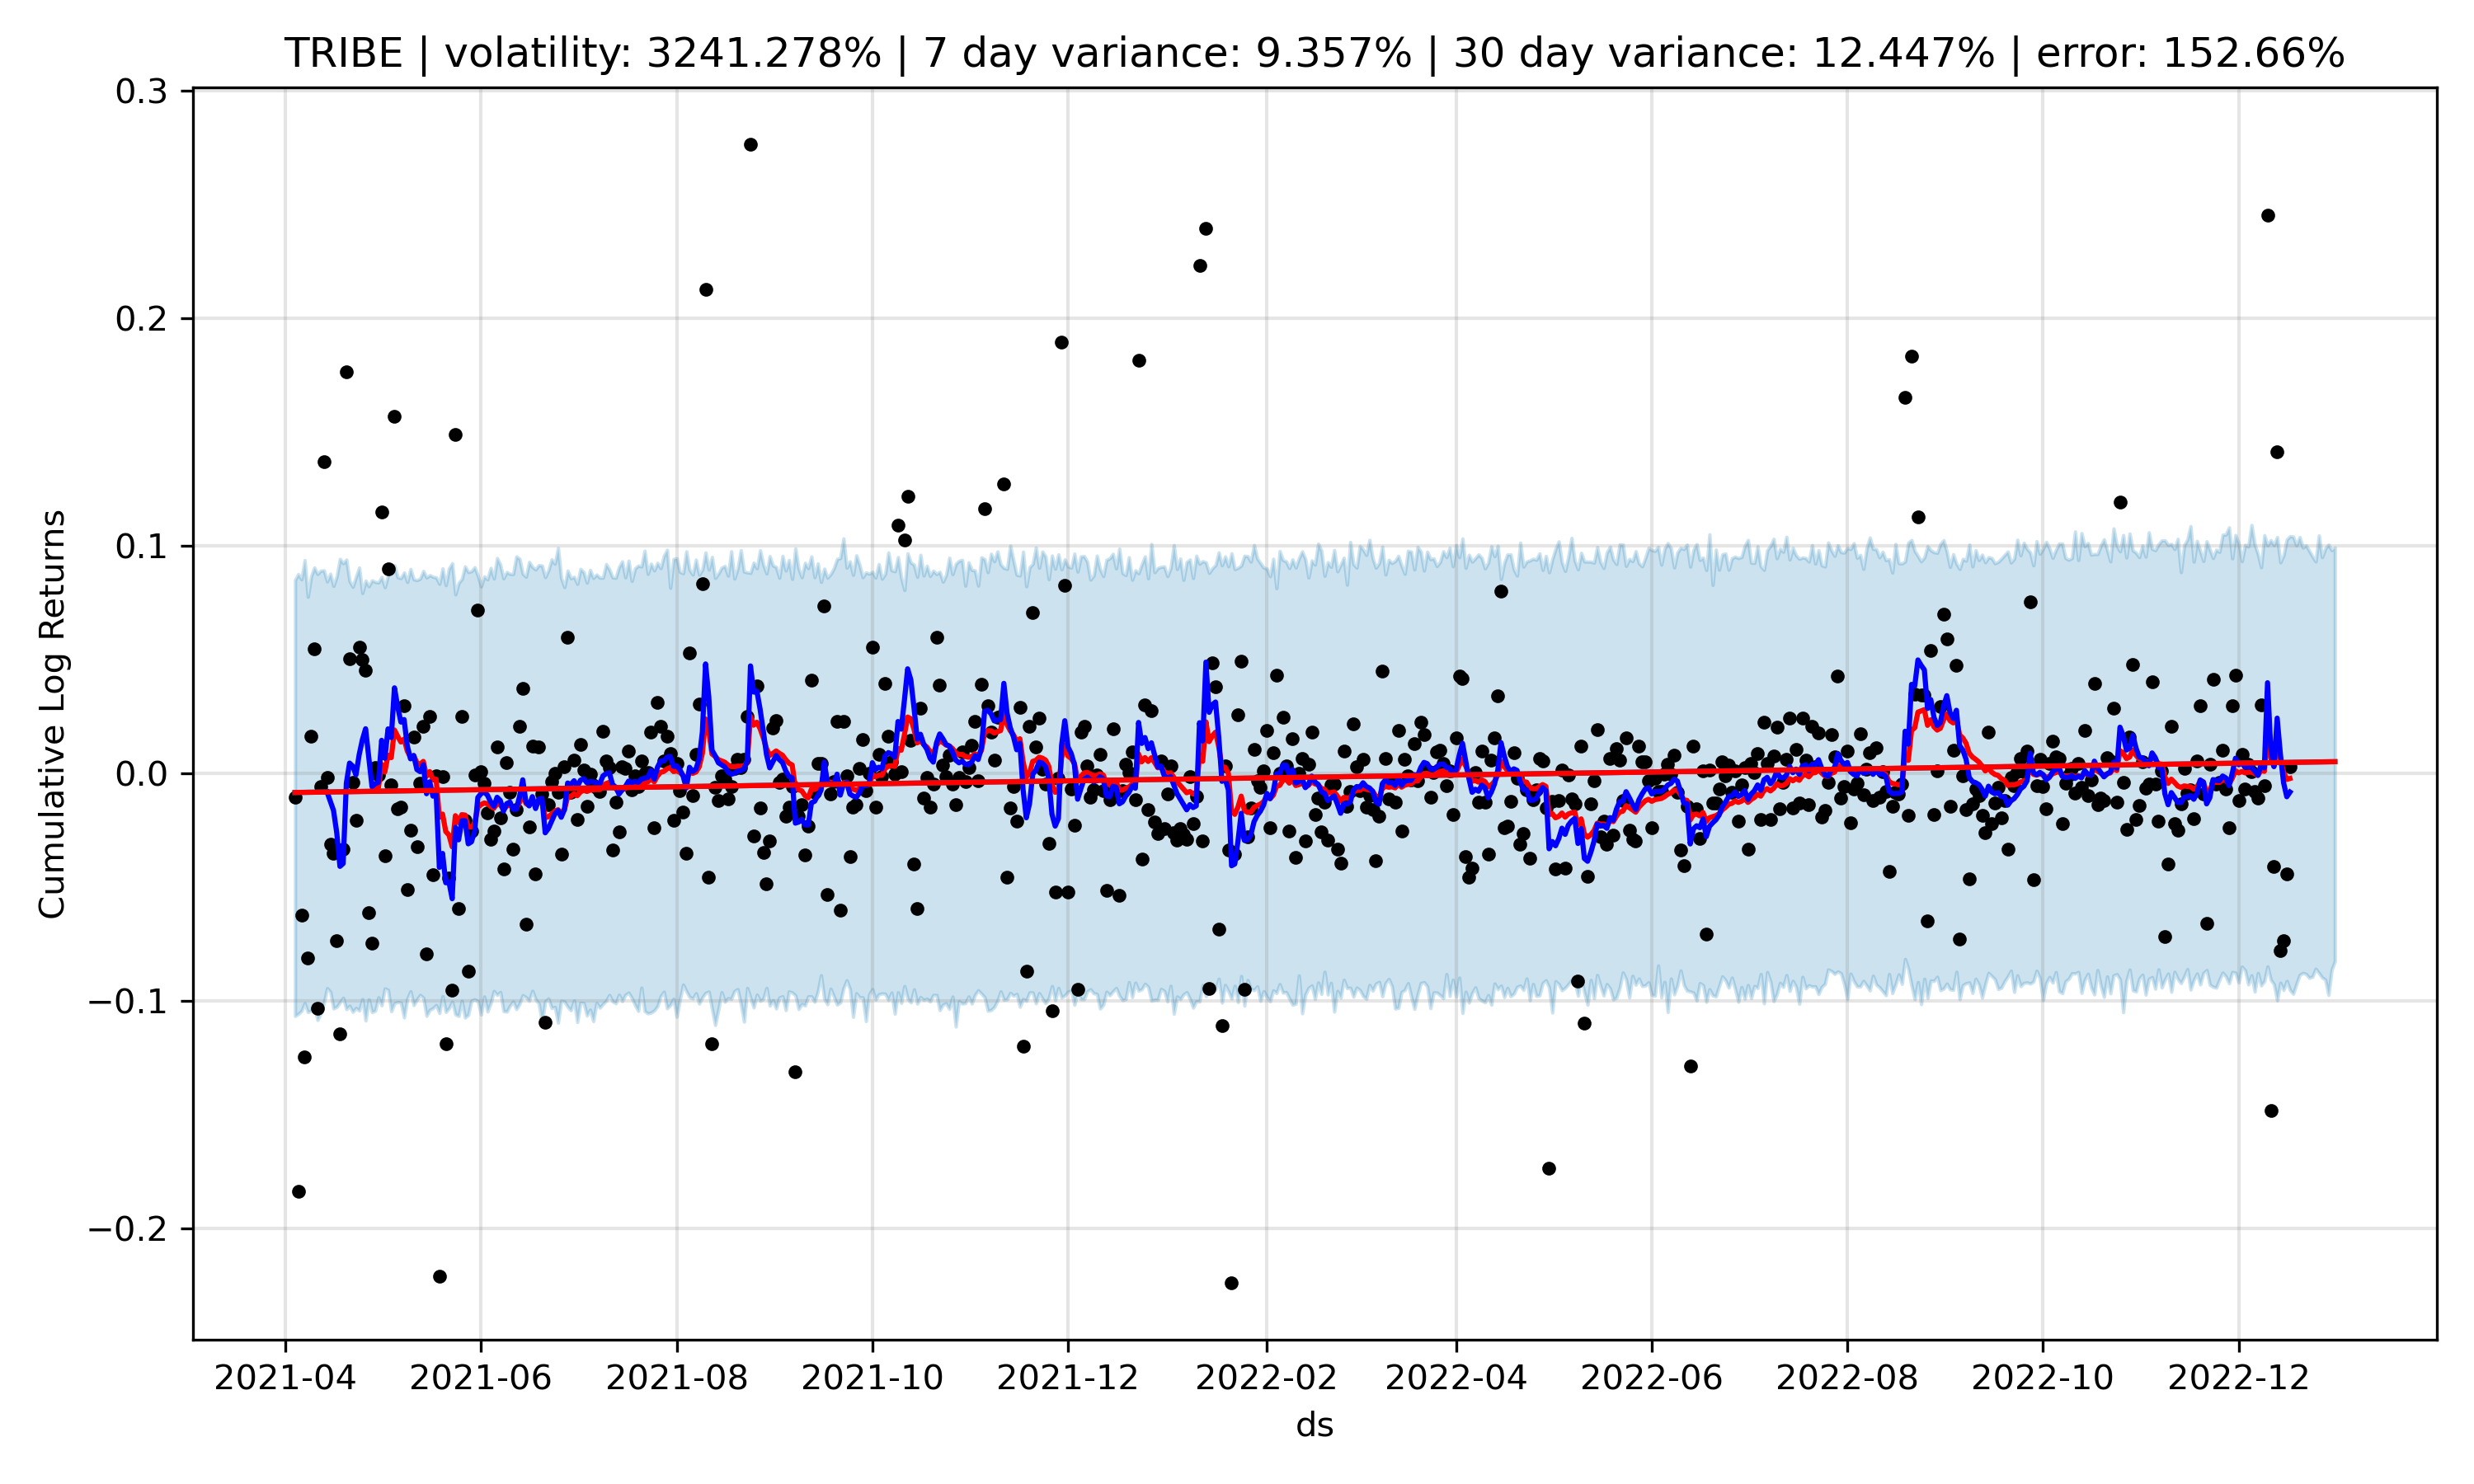 TRIBE | volatility: 3241.278% | 7 day variance: 9.357% | 30 day variance: 12.447% | error: 152.66%
0.3
0.2
0.1
0.0
−0.1
−0.2
Cumulative Log Returns
2021-04 2021-06 2021-08 2021-10 2021-12 2022-02 2022-04 2022-06 2022-08 2022-10 2022-12
ds